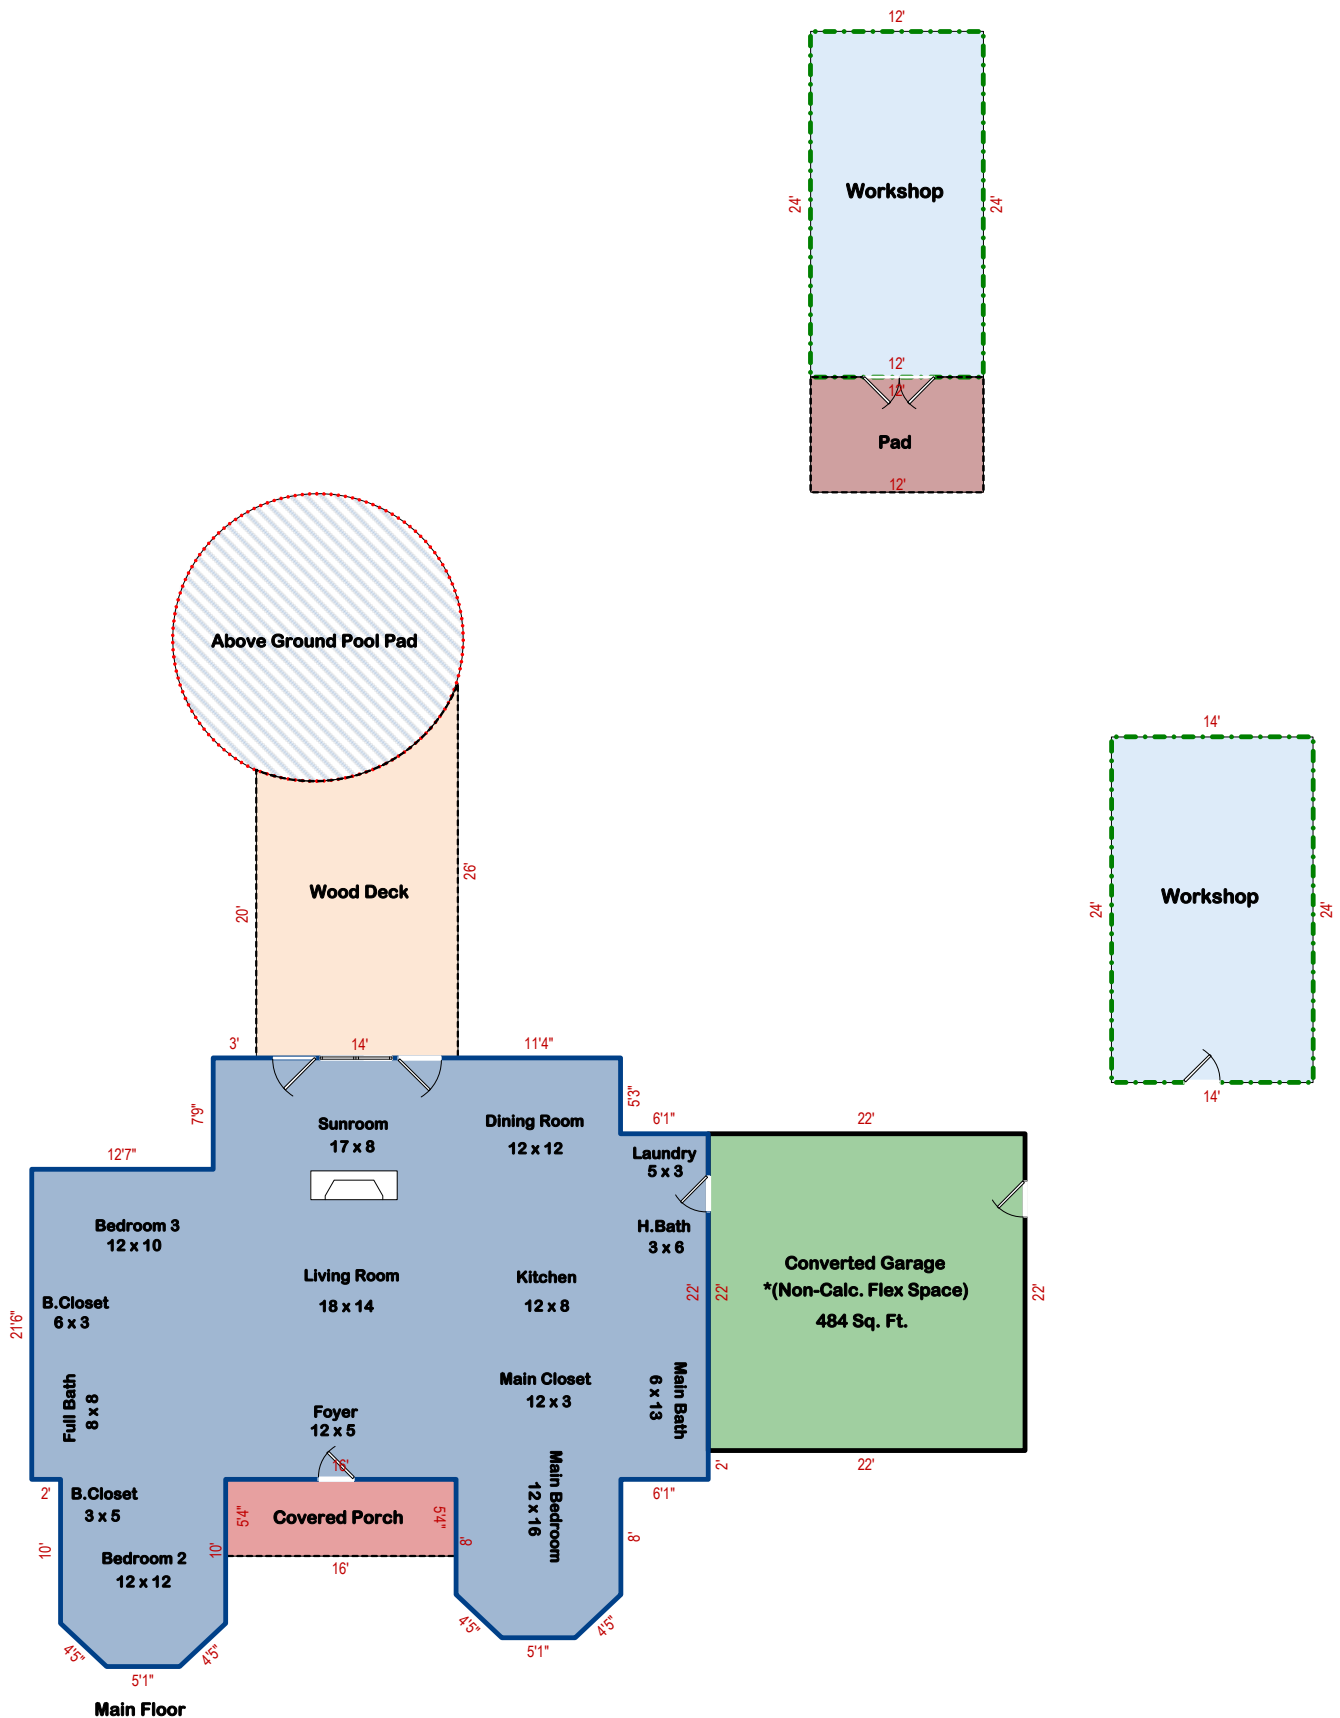 12'
24'
Workshop
24'
12'
12'
Pad
12'
Above Ground Pool Pad
14'
24'
Workshop
24'
14'
20'
Wood Deck
26'
3'
14'
11'4"
7'9"
5'3"
Sunroom
17 x 8
Dining Room
12 x 12
6'1"
22'
Laundry
5 x 3
12'7"
Bedroom 3
12 x 10
H.Bath
3 x 6
Living Room
18 x 14
Kitchen
12 x 8
22'
22'
Converted Garage
*(Non-Calc. Flex Space)
484 Sq. Ft.
22'
21'6"
B.Closet
6 x 3
Full Bath
8 x 8
Main Closet
12 x 3
Main Bath
6 x 13
Foyer
12 x 5
16'
2'
22'
2'
B.Closet
3 x 5
5'4"
Covered Porch
5'4"
Main Bedroom
12 x 16
6'1"
10'
Bedroom 2
12 x 12
10'
16'
8'
8'
4'5"
5'1"
4'5"
4'5"
5'1"
4'5"
Main Floor